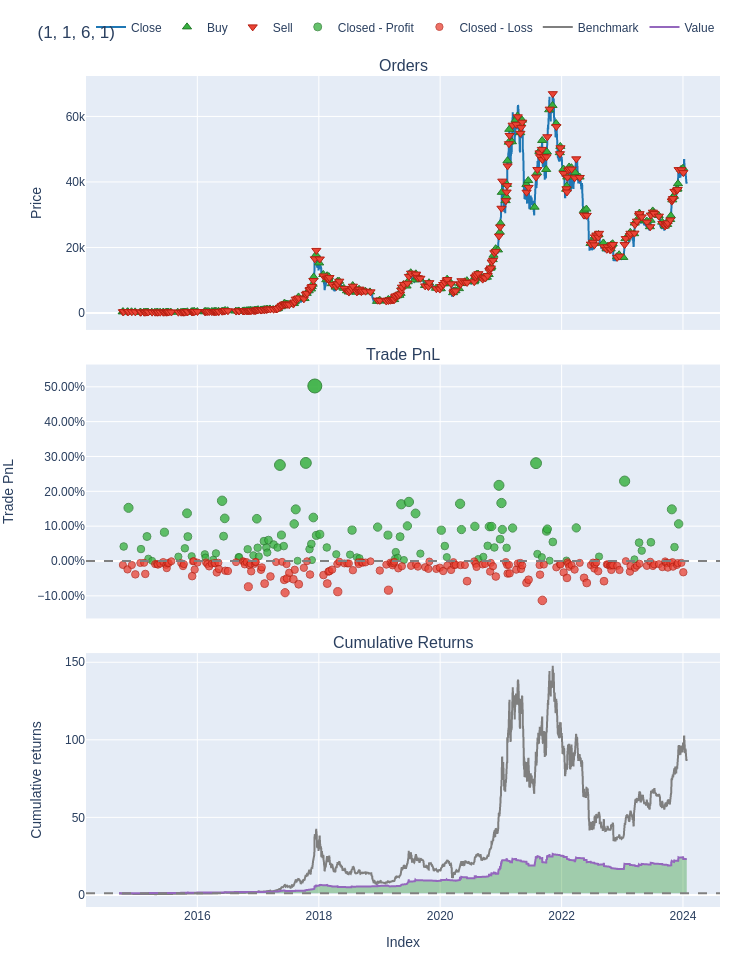 (1, 1, 6, 1)
Close Buy Sell Closed - Profit Closed - Loss Benchmark Value
Orders
60k
40k
20k
0
Price
Trade PnL
50.00%
40.00%
30.00%
20.00%
10.00%
0.00%
−10.00%
Trade PnL
Cumulative Returns
150
100
50
0
Cumulative returns
2016 2018 2020 2022 2024
Index